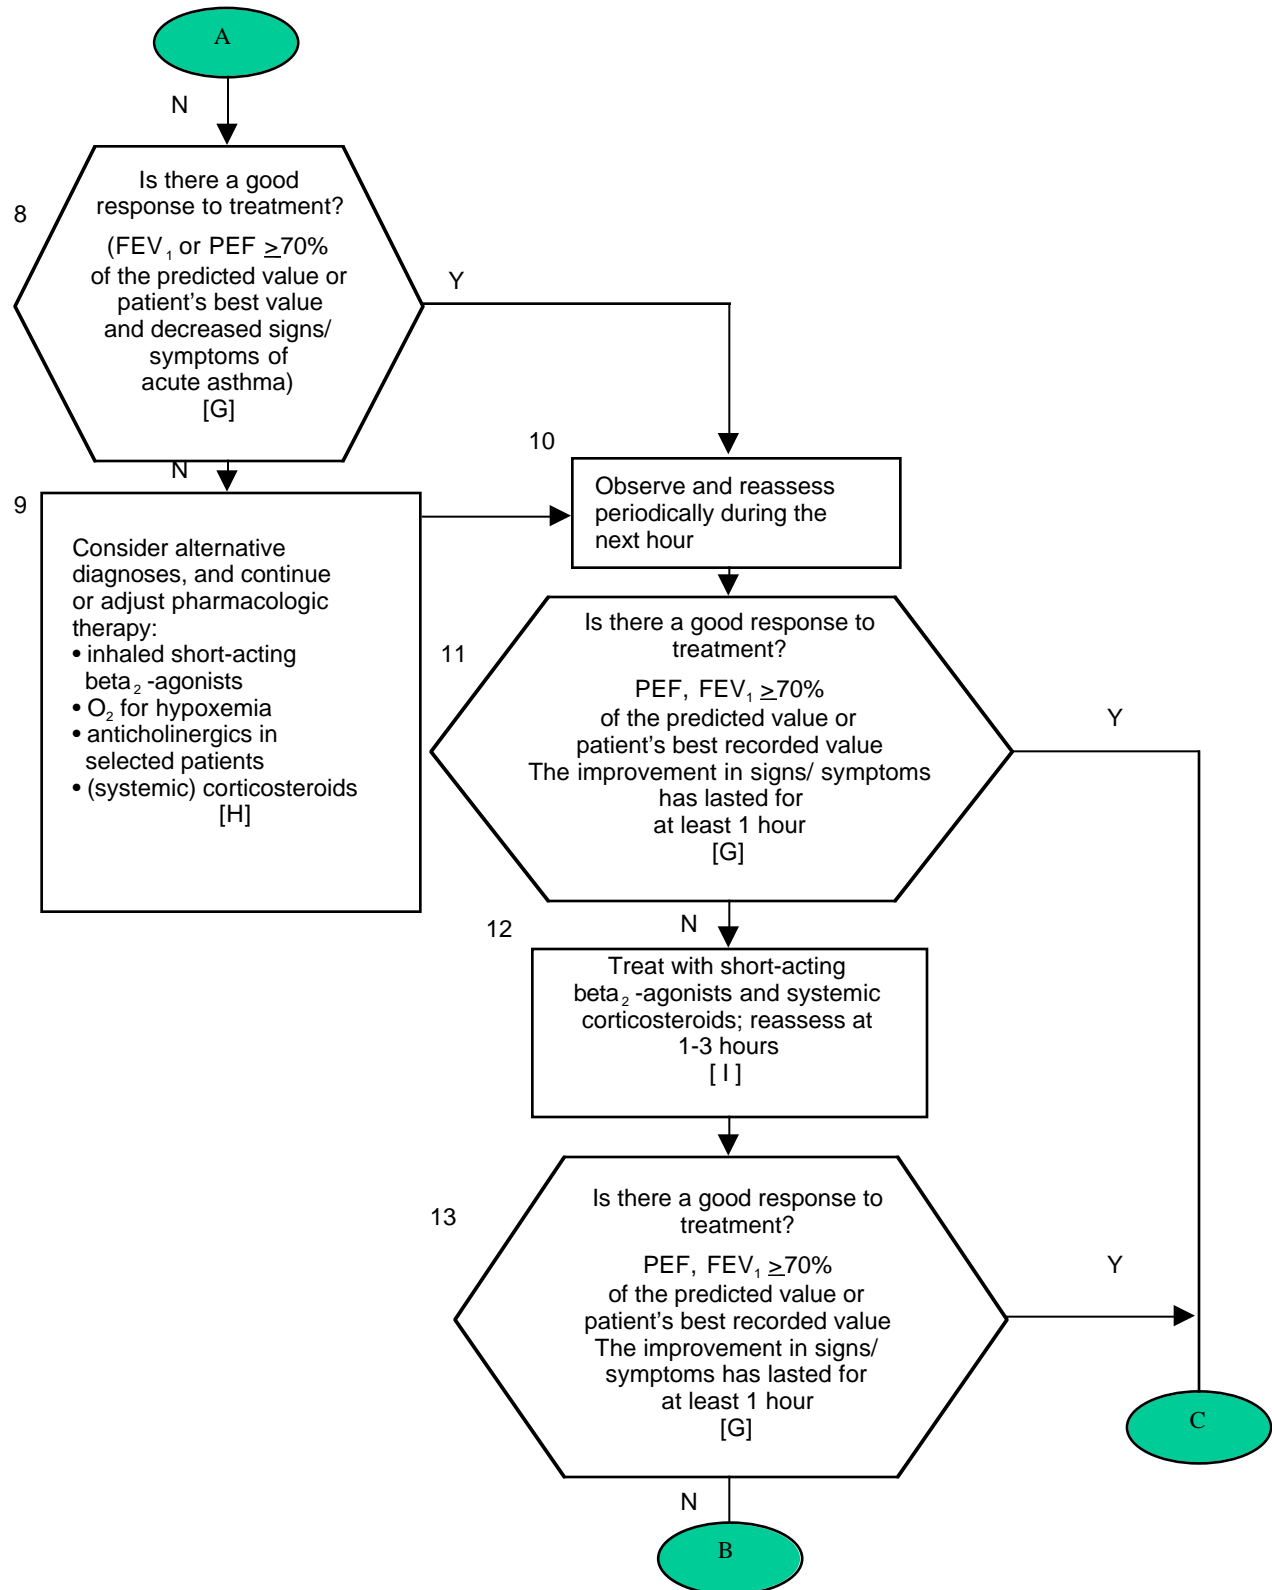 A
N
8
Is there a good
response to treatment?
(FEV₁ or PEF ≥70%
of the predicted value or
patient's best value
and decreased signs/
symptoms of
acute asthma)
[G]
Y
N
9
Consider alternative
diagnoses, and continue
or adjust pharmacologic
therapy:
• inhaled short-acting
beta₂ -agonists
• O₂ for hypoxemia
• anticholinergics in
selected patients
• (systemic) corticosteroids
[H]
10
Observe and reassess
periodically during the
next hour
11
Is there a good response to
treatment?
PEF, FEV₁ ≥70%
of the predicted value or
patient's best recorded value
The improvement in signs/ symptoms
has lasted for
at least 1 hour
[G]
Y
N
12
Treat with short-acting
beta₂ -agonists and systemic
corticosteroids; reassess at
1-3 hours
[ I ]
13
Is there a good response to
treatment?
PEF, FEV₁ ≥70%
of the predicted value or
patient's best recorded value
The improvement in signs/
symptoms has lasted for
at least 1 hour
[G]
Y
C
N
B